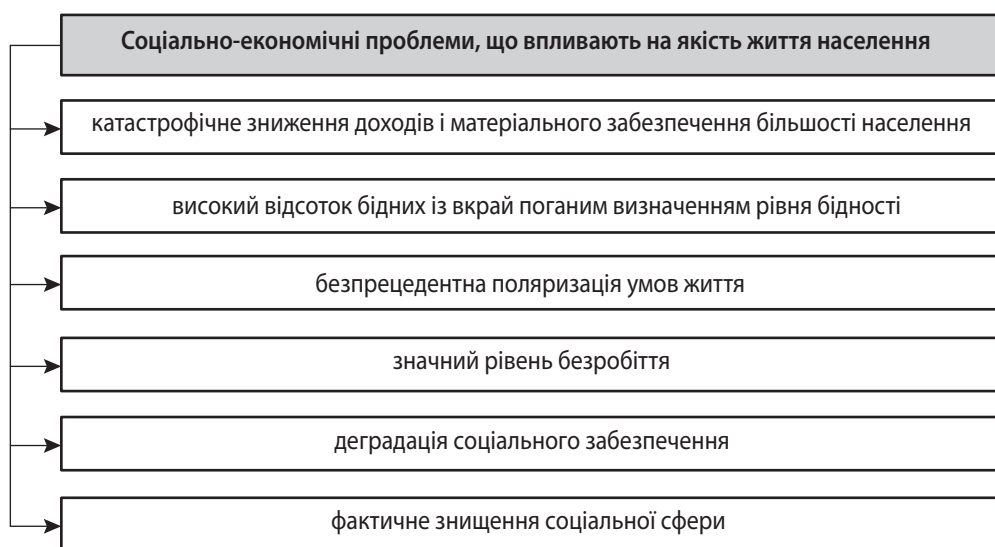 Соціально-економічні проблеми, що впливають на якість життя населення
катастрофічне зниження доходів і матеріального забезпечення більшості населення
високий відсоток бідних із вкрай поганим визначенням рівня бідності
безпрецедентна поляризація умов життя
значний рівень безробіття
деградація соціального забезпечення
фактичне знищення соціальної сфери